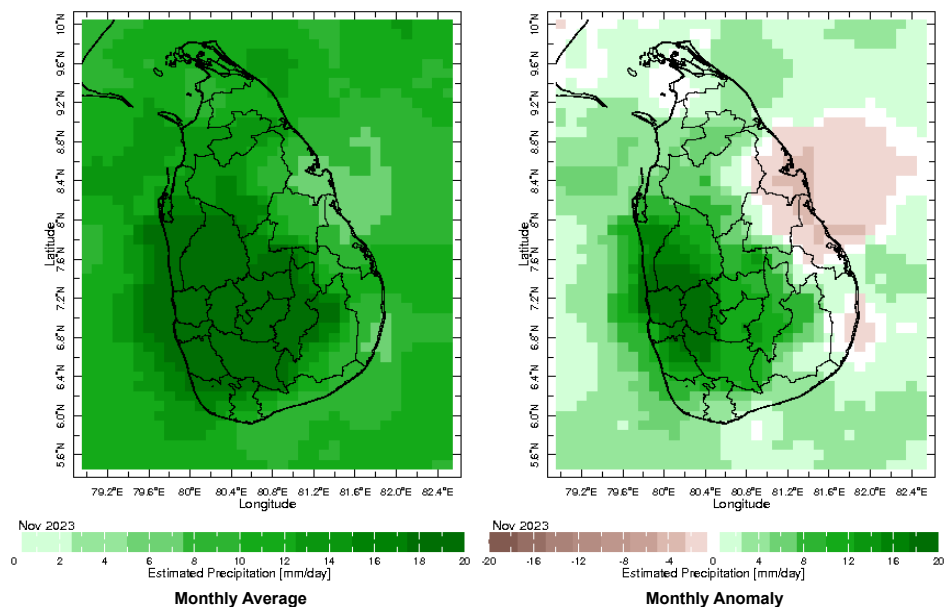 10°N
9.6°N
9.2°N
8.8°N
8.4°N
8°N
7.6°N
7.2°N
6.8°N
6.4°N
6.0°N
5.6°N
Latitude
79.2°E 79.6°E 80°E 80.4°E 80.8°E 81.2°E 81.6°E 82.0°E 82.4°E
Longitude
Nov 2023
0 2 4 6 8 10 12 14 16 18 20
Estimated Precipitation [mm/day]
Monthly Average
10°N
9.6°N
9.2°N
8.8°N
8.4°N
8°N
7.6°N
7.2°N
6.8°N
6.4°N
6.0°N
5.6°N
Latitude
79.2°E 79.6°E 80°E 80.4°E 80.8°E 81.2°E 81.6°E 82.0°E 82.4°E
Longitude
Nov 2023
-20 -16 -12 -8 -4 0 4 8 12 16 20
Estimated Precipitation [mm/day]
Monthly Anomaly